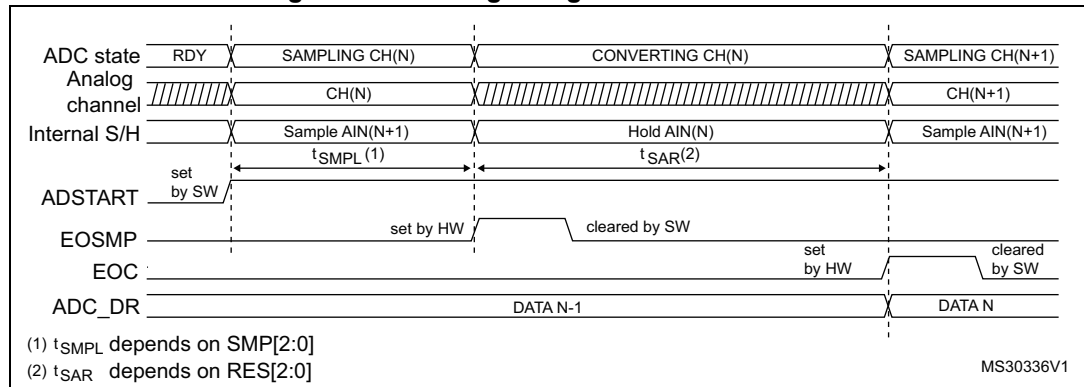 ADC state RDY SAMPLING CH(N) CONVERTING CH(N) SAMPLING CH(N+1)
Analog channel CH(N) CH(N+1)
Internal S/H Sample AIN(N+1) Hold AIN(N) Sample AIN(N+1)
tSMPL(1) tSAR(2)
ADSTART set by SW
EOSMP set by HW cleared by SW
EOC set by HW cleared by SW
ADC_DR DATA N-1 DATA N
(1) tSMPL depends on SMP[2:0]
(2) tSAR depends on RES[2:0]
MS30336V1